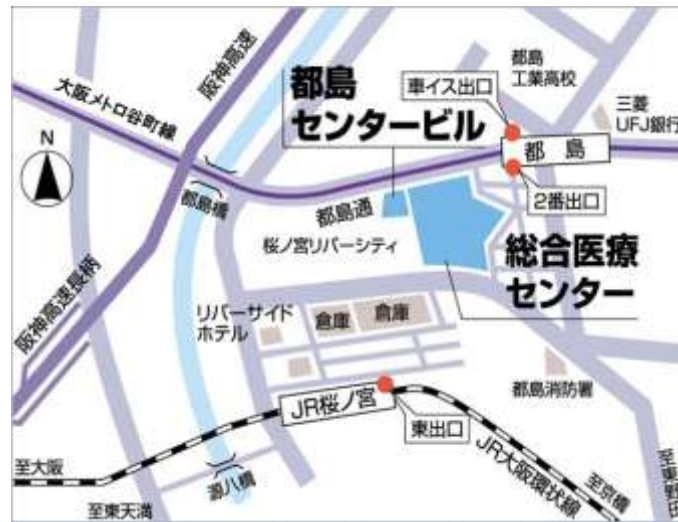 阪神高速
大阪メトロ谷町線
都島
センタービル
車イス出口
都島
工業高校
三菱
UFJ銀行
都島
2番出口
N
都島橋
都島通
桜ノ宮リバーシティ
総合医療
センター
阪神高速長柄
リバーサイド
ホテル
倉庫
倉庫
都島消防署
JR桜ノ宮
東出口
JR大阪環状線
至大阪
源八橋
至東天満
至京橋
至東野田